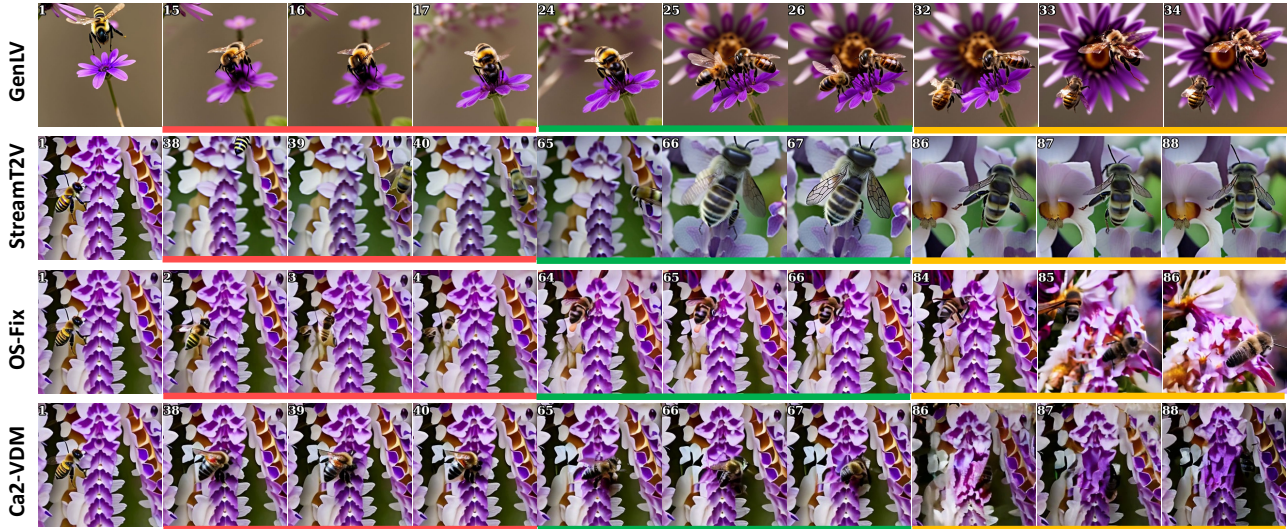 GenLV 1 15 16 17 24 25 26 32 33 34
StreamT2V 1 38 39 40 65 66 67 86 87 88
OS-Fix 1 2 3 4 64 65 66 84 85 86
Ca2-VDM 1 38 39 40 65 66 67 86 87 88